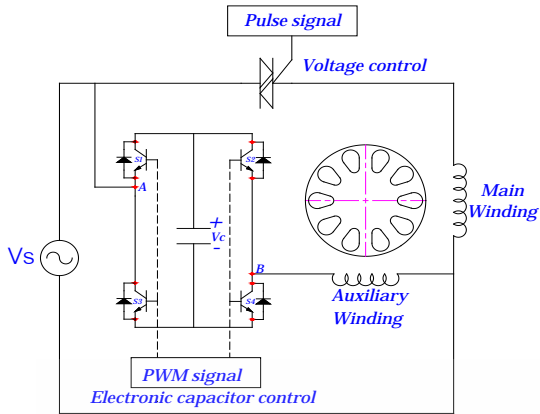 Pulse signal
Voltage control
S1
S2
A
+
Vc
-
Main
Winding
Vs
B
S3
S4
Auxiliary
Winding
PWM signal
Electronic capacitor control